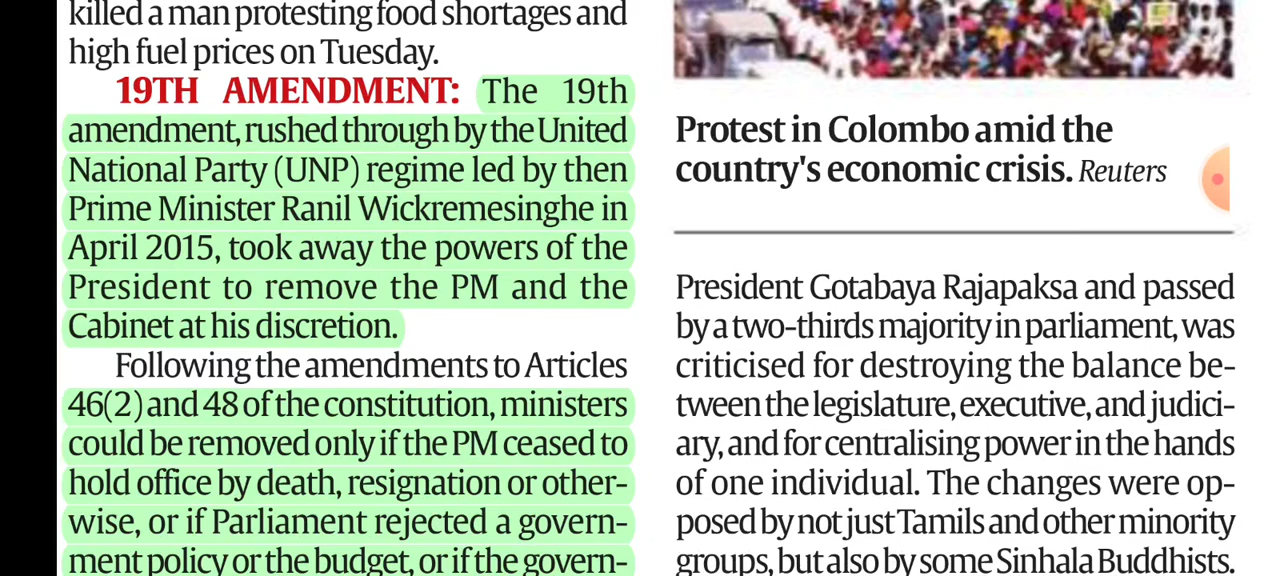 killed a man protesting food shortages and
high fuel prices on Tuesday.
19TH AMENDMENT: The 19th
amendment, rushed through by the United
National Party (UNP) regime led by then
Prime Minister Ranil Wickremesinghe in
April 2015, took away the powers of the
President to remove the PM and the
Cabinet at his discretion.
Following the amendments to Articles
46(2) and 48 of the constitution, ministers
could be removed only if the PM ceased to
hold office by death, resignation or other-
wise, or if Parliament rejected a govern-
ment policy or the budget, or if the govern-
Protest in Colombo amid the
country's economic crisis. Reuters
President Gotabaya Rajapaksa and passed
by a two-thirds majority in parliament, was
criticised for destroying the balance be-
tween the legislature, executive, and judici-
ary, and for centralising power in the hands
of one individual. The changes were op-
posed by not just Tamils and other minority
groups, but also by some Sinhala Buddhists.